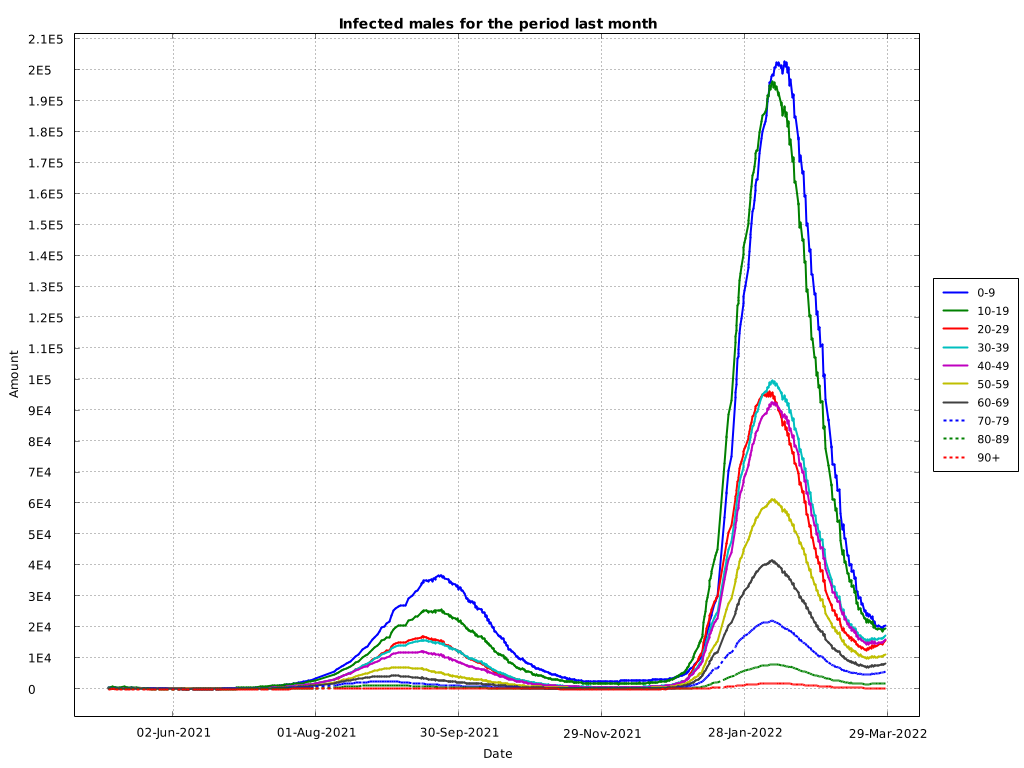 Infected males for the period last month
2.1E5
2E5
1.9E5
1.8E5
1.7E5
1.6E5
1.5E5
1.4E5
1.3E5
1.2E5
1.1E5
1E5
9E4
8E4
7E4
6E4
5E4
4E4
3E4
2E4
1E4
0
Amount
02-Jun-2021
01-Aug-2021
30-Sep-2021
29-Nov-2021
28-Jan-2022
29-Mar-2022
Date
0-9
10-19
20-29
30-39
40-49
50-59
60-69
70-79
80-89
90+